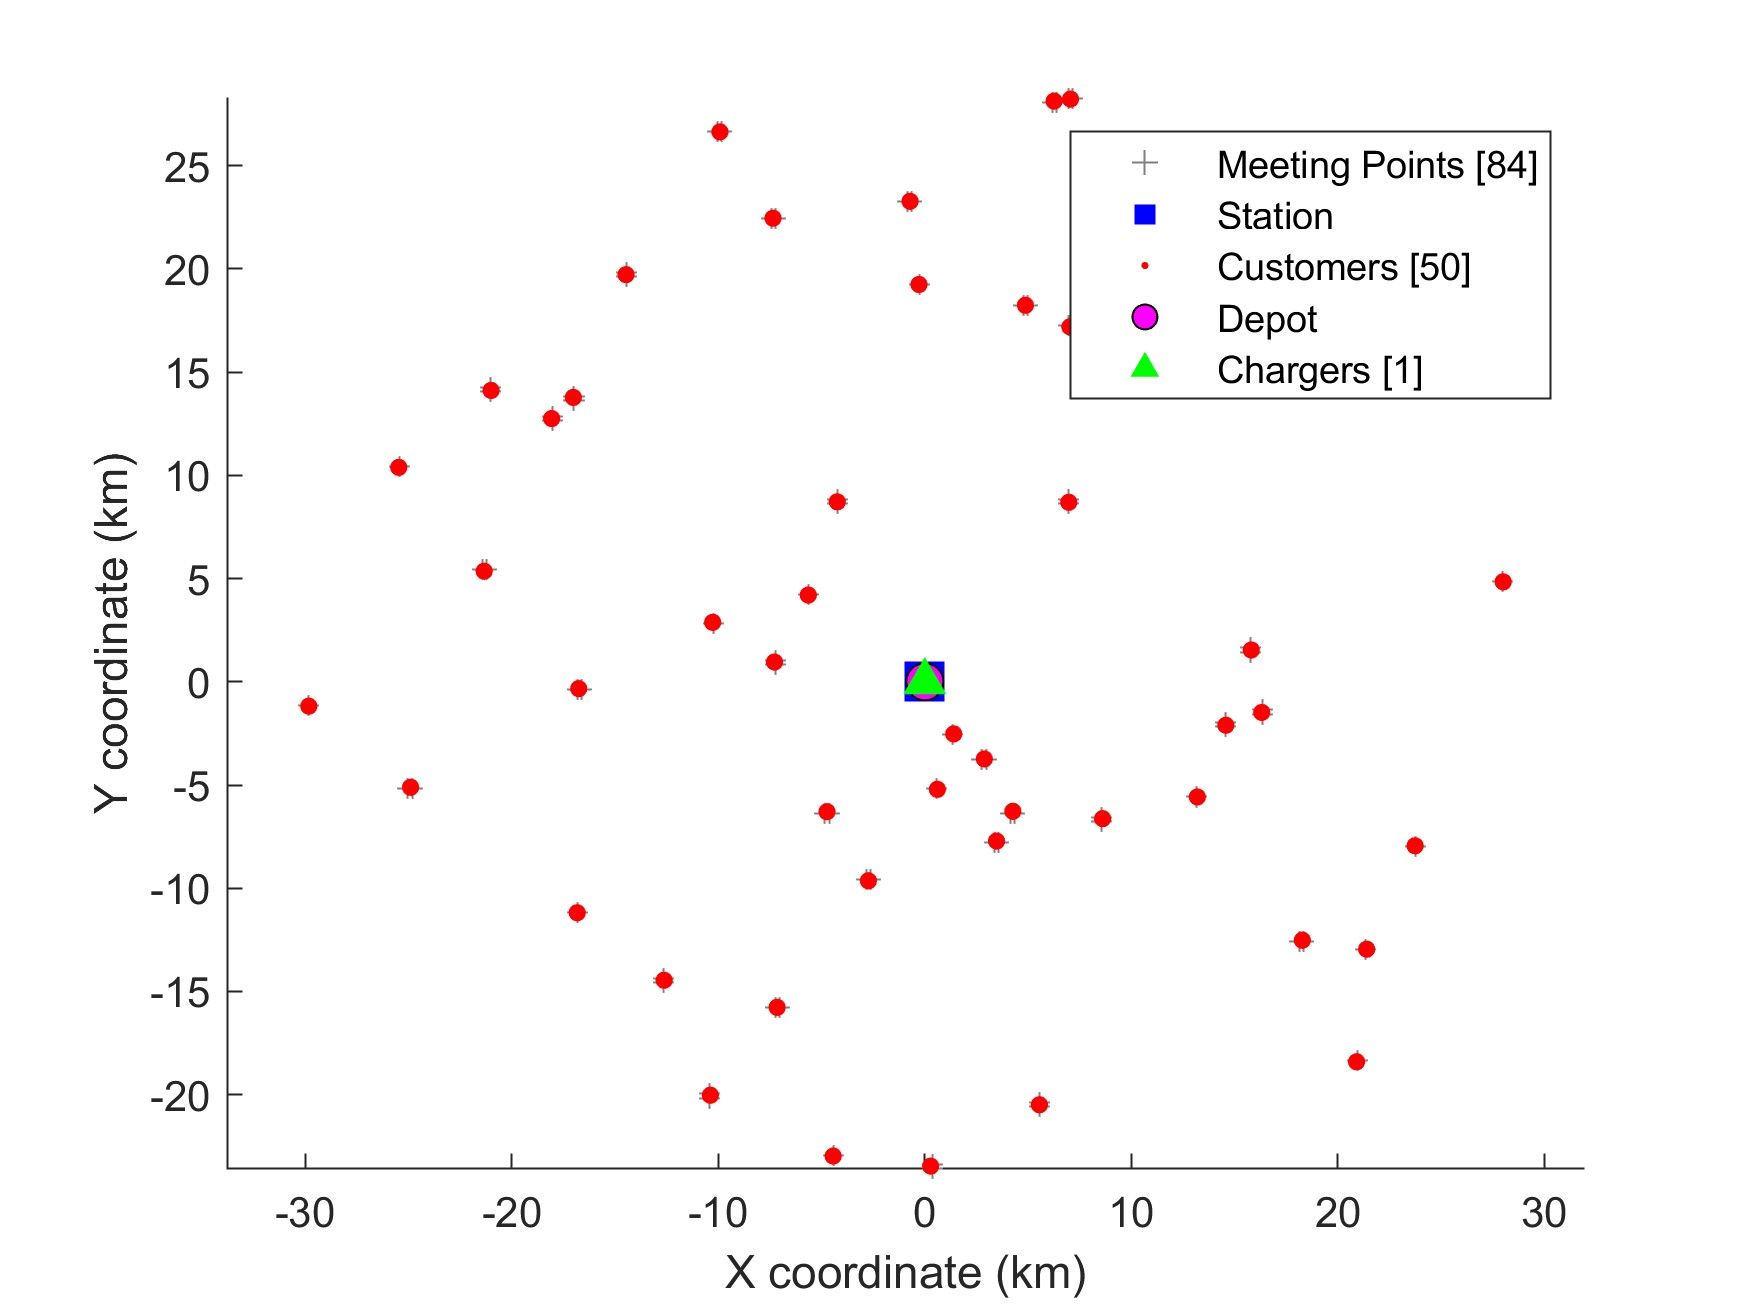 25
20
15
10
5
0
-5
-10
-15
-20
Y coordinate (km)
Meeting Points [84]
Station
Customers [50]
Depot
Chargers [1]
-30
-20
-10
0
10
20
30
X coordinate (km)